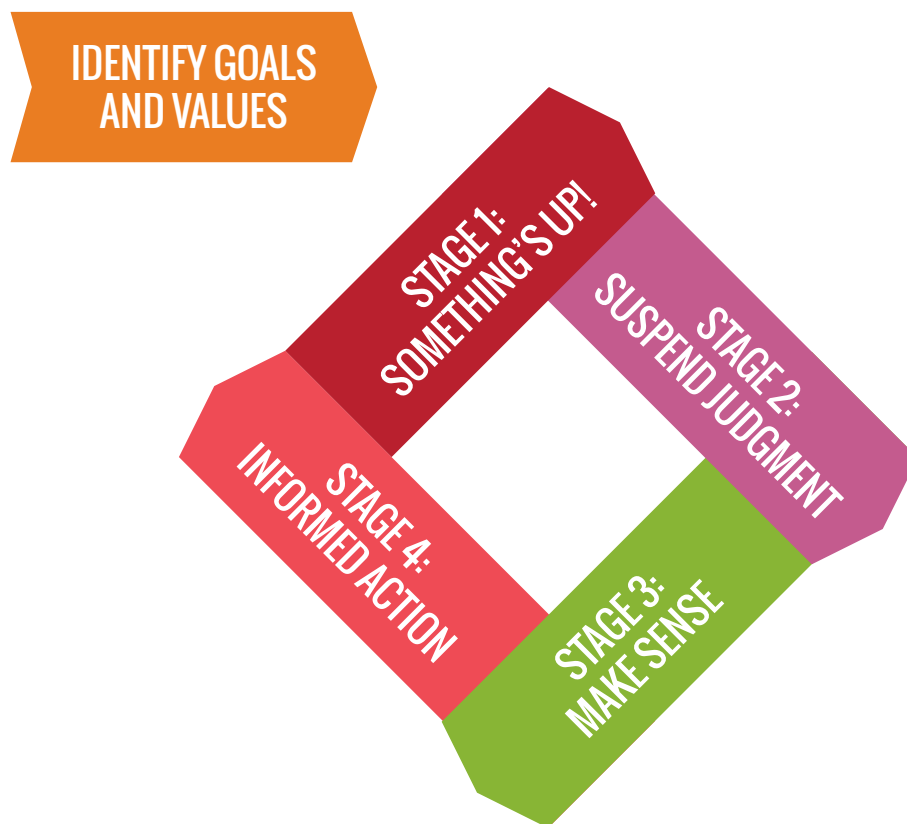 IDENTIFY GOALS
AND VALUES
STAGE 1:
SOMETHING'S UP!
STAGE 2:
SUSPEND JUDGMENT
STAGE 3:
MAKE SENSE
STAGE 4:
INFORMED ACTION